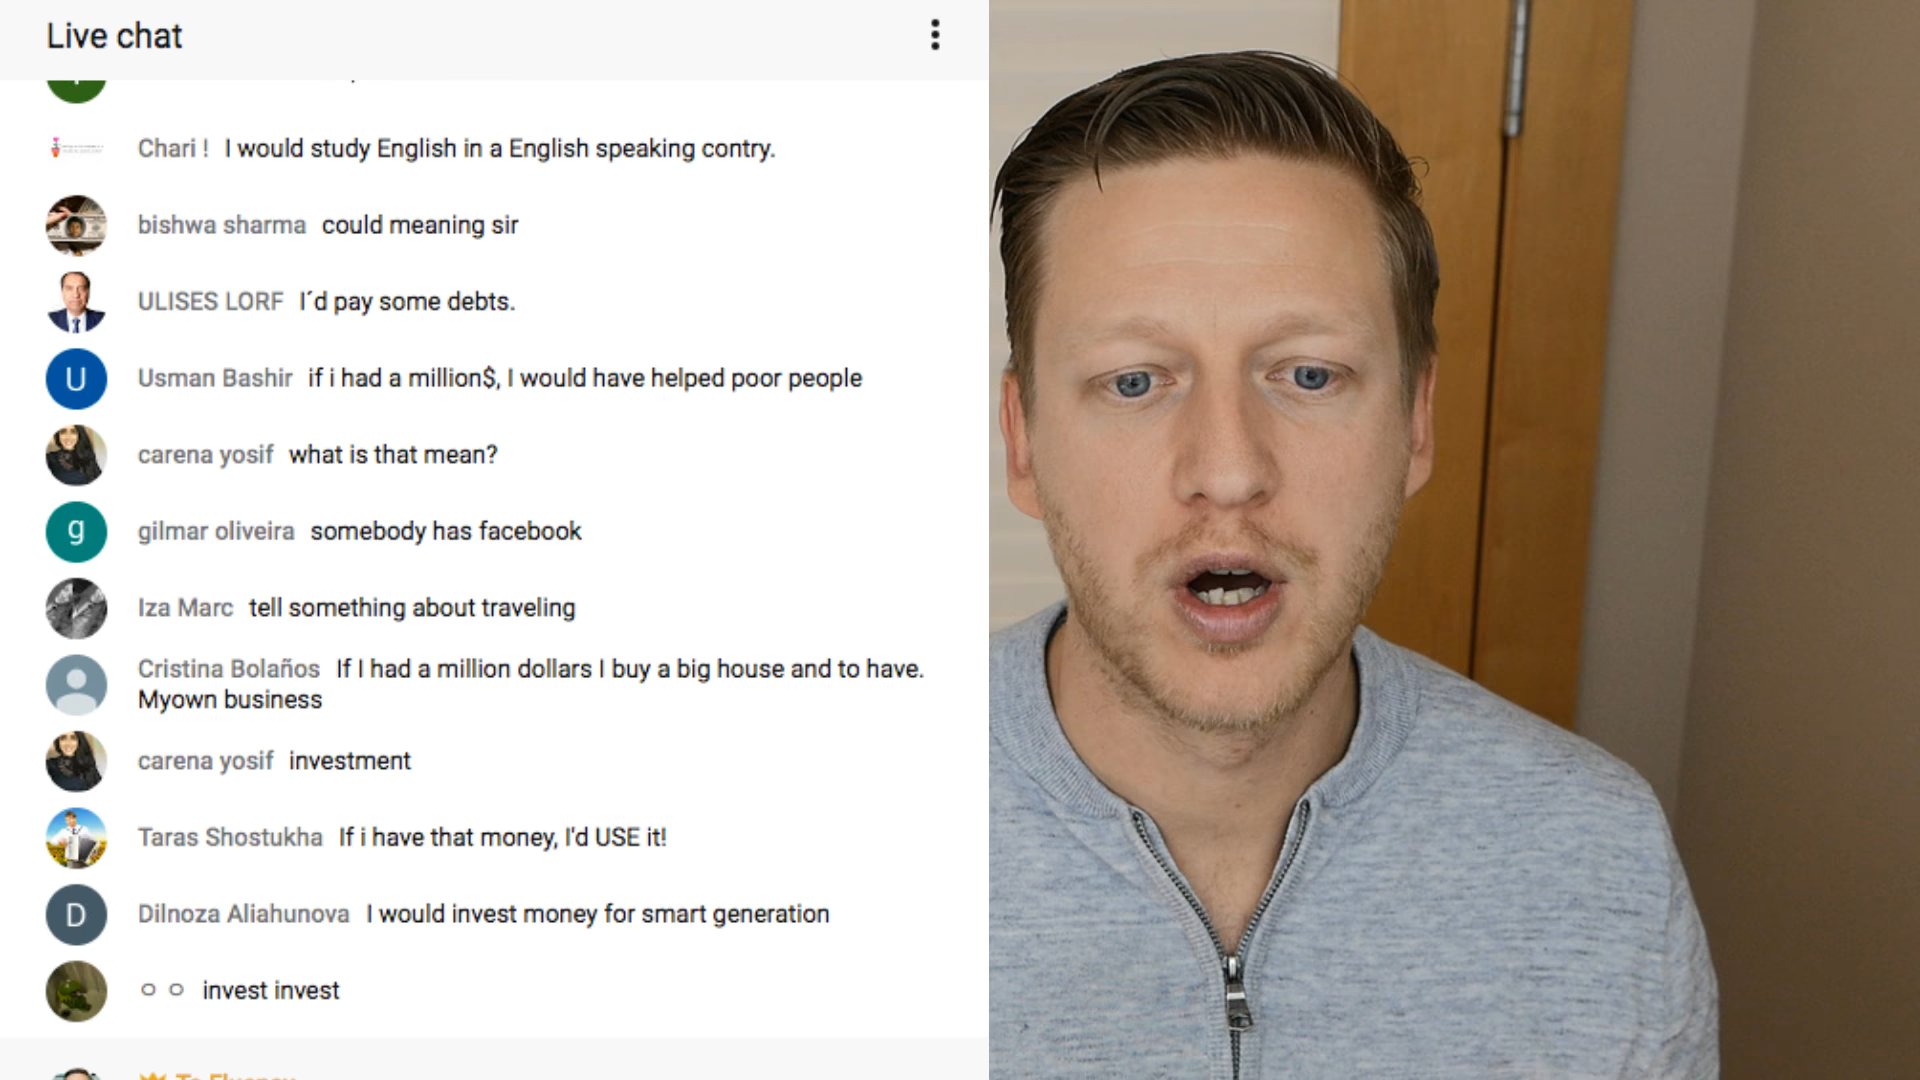 Live chat
Chari ! I would study English in a English speaking contry.
bishwa sharma could meaning sir
ULISES LORF I´d pay some debts.
U Usman Bashir if i had a million$, I would have helped poor people
carena yosif what is that mean?
g gilmar oliveira somebody has facebook
Iza Marc tell something about traveling
Cristina Bolaños If I had a million dollars I buy a big house and to have.
Myown business
carena yosif investment
Taras Shostukha If i have that money, I'd USE it!
D Dilnoza Aliahunova I would invest money for smart generation
ㅇ ㅇ invest invest
To Fluency